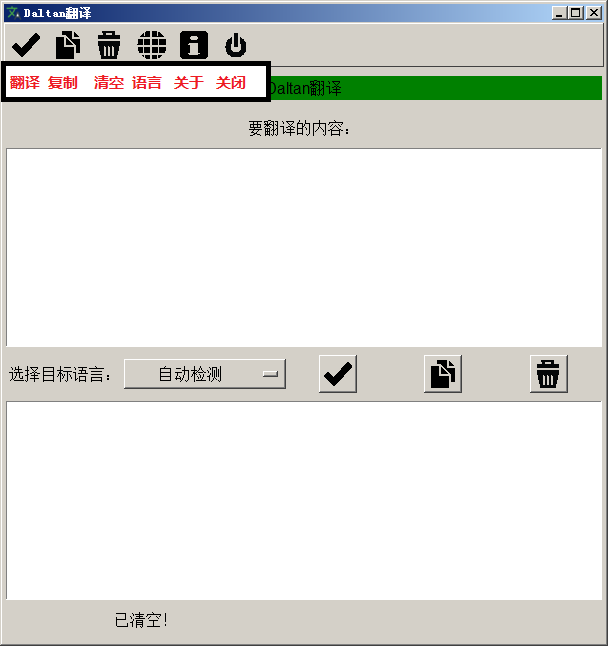 Daltan翻译
翻译 复制 清空 语言 关于 关闭
Daltan翻译
要翻译的内容：
选择目标语言： 自动检测
已清空！